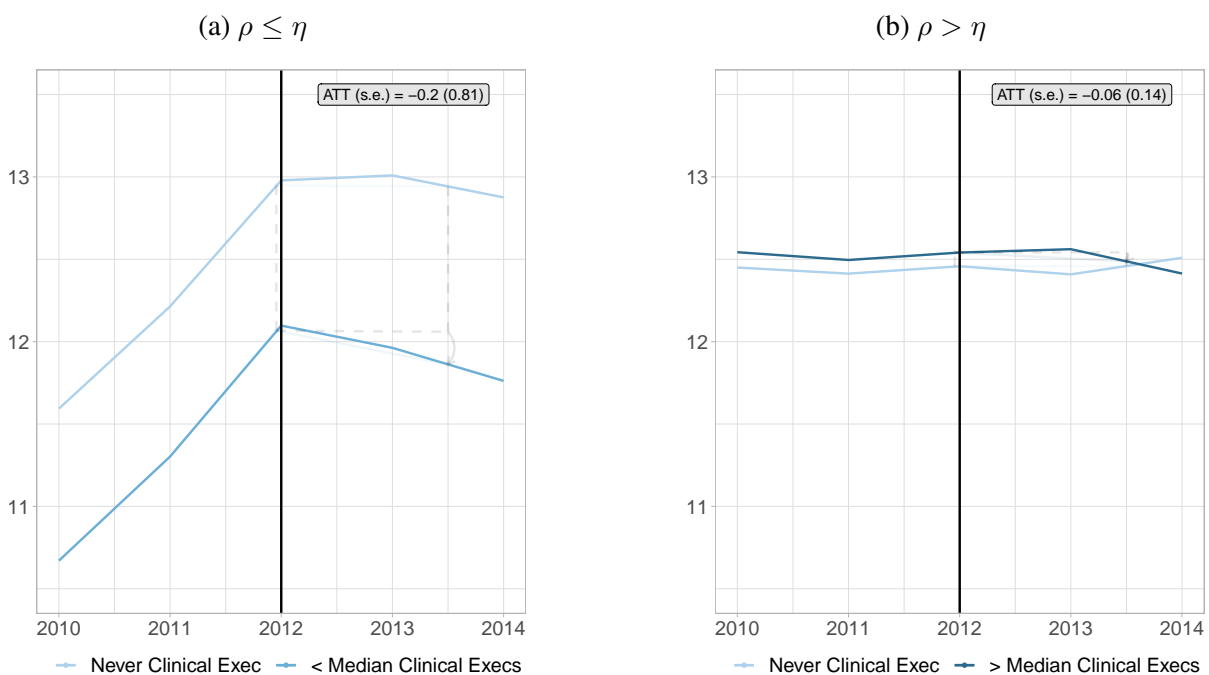 (a) ρ ≤ η
ATT (s.e.) = −0.2 (0.81)
13
12
11
2010 2011 2012 2013 2014
Never Clinical Exec < Median Clinical Execs
(b) ρ > η
ATT (s.e.) = −0.06 (0.14)
13
12
11
2010 2011 2012 2013 2014
Never Clinical Exec > Median Clinical Execs